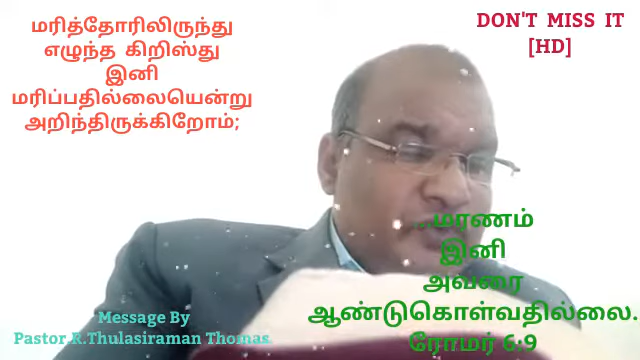 மரித்தோரிலிருந்து
எழுந்த கிறிஸ்து
இனி
மரிப்பதில்லையென்று
அறிந்திருக்கிறோம்;
DON'T MISS IT
[HD]
...மரணம்
இனி
அவரை
ஆண்டுகொள்வதில்லை.
ரோமர் 6:9
Message By
Pastor.R.Thulasiraman Thomas.